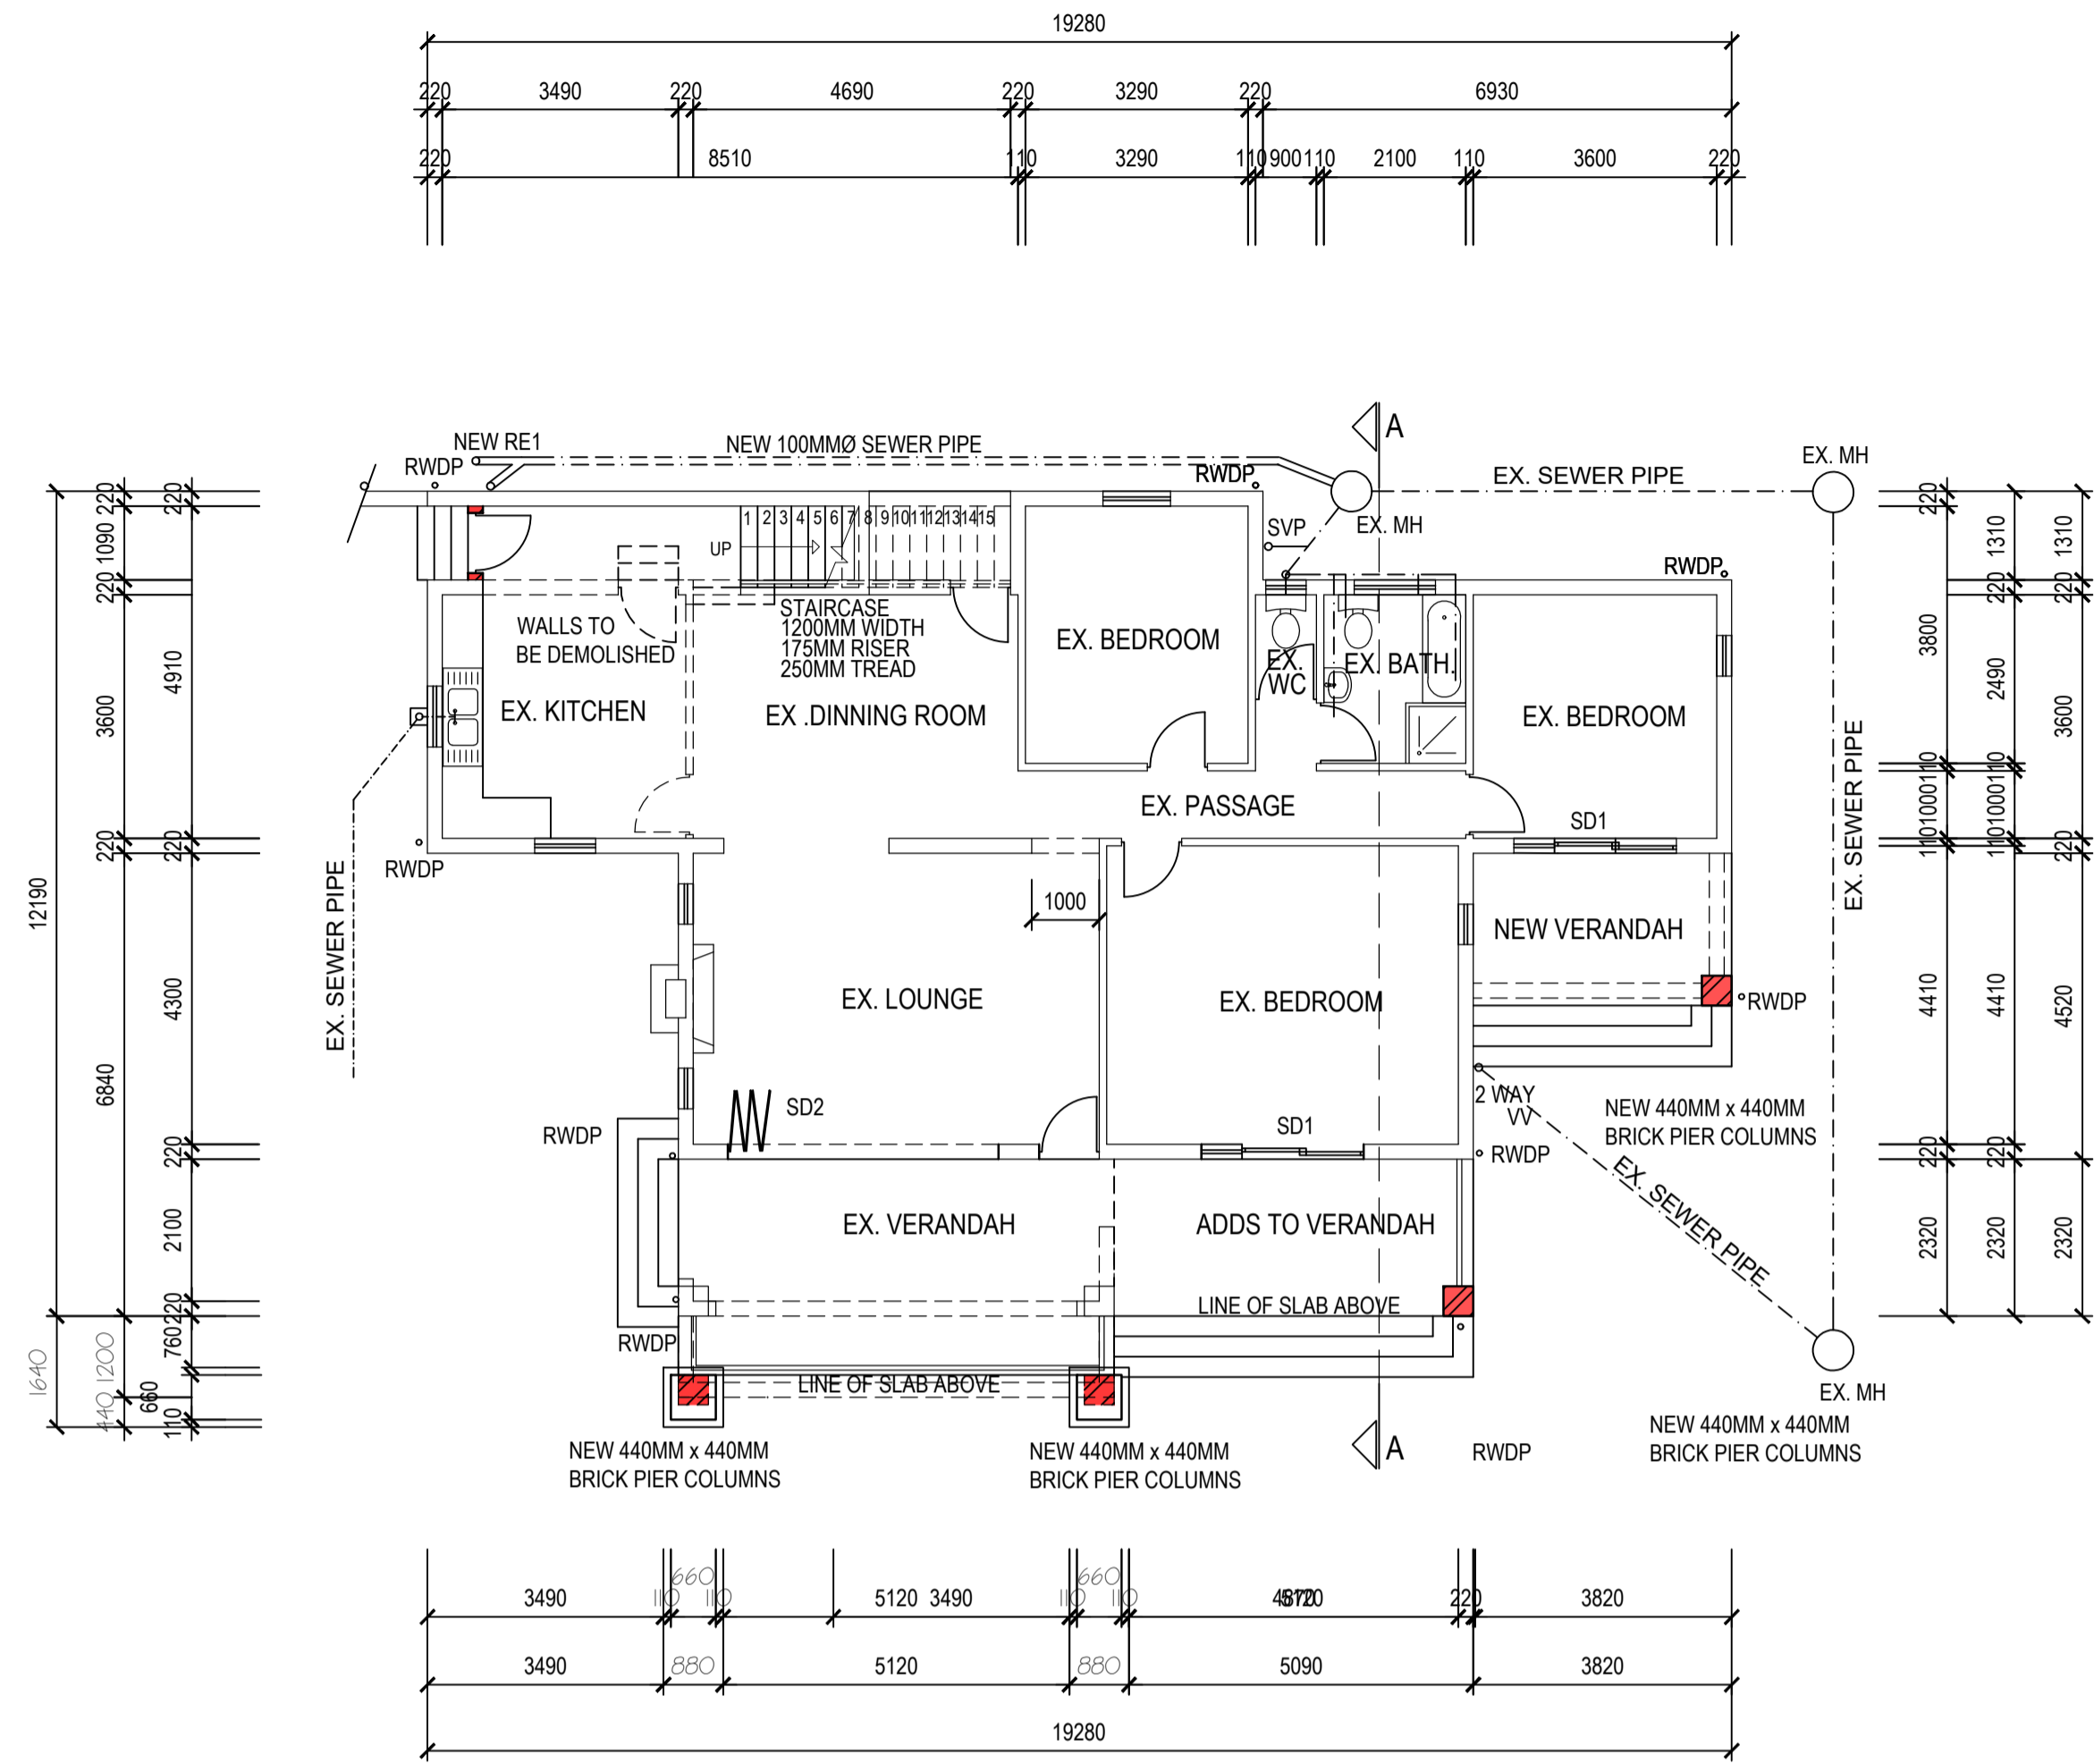 19280
220 3490 220 4690 220 3290 220 6930
220 8510 110 3290 110 900 110 2100 110 3600 220
A
NEW RE1
NEW 100MMØ SEWER PIPE
RWDP
RWDP
EX. SEWER PIPE
EX. MH
EX. MH
SVP
RWDP
1 2 3 4 5 6 7 8 9 10 11 12 13 14 15
UP
STAIRCASE
1200MM WIDTH
175MM RISER
250MM TREAD
WALLS TO
BE DEMOLISHED
EX. BEDROOM
EX.
WC
EX. BATH.
EX. KITCHEN
EX .DINNING ROOM
EX. BEDROOM
EX. PASSAGE
SD1
RWDP
EX. SEWER PIPE
EX. SEWER PIPE
1000
NEW VERANDAH
EX. LOUNGE
EX. BEDROOM
RWDP
2 WAY
VV
SD2
SD1
NEW 440MM x 440MM
BRICK PIER COLUMNS
RWDP
RWDP
EX. SEWER PIPE
EX. VERANDAH
ADDS TO VERANDAH
LINE OF SLAB ABOVE
RWDP
LINE OF SLAB ABOVE
EX. MH
A
RWDP
NEW 440MM x 440MM
BRICK PIER COLUMNS
NEW 440MM x 440MM
BRICK PIER COLUMNS
NEW 440MM x 440MM
BRICK PIER COLUMNS
12190
1640
220
1090
220
3600
220
6840
1200
440
220
4910
220
4300
220
2100
220
760
660
110
220
3800
110
1000
110
4410
220
2320
1310
220
2490
110
1000
110
4410
220
2320
1310
220
3600
220
4520
2320
3490 110 660 110 5120 3490 110 660 110 220 3820
3490 880 5120 880 5090 3820
19280